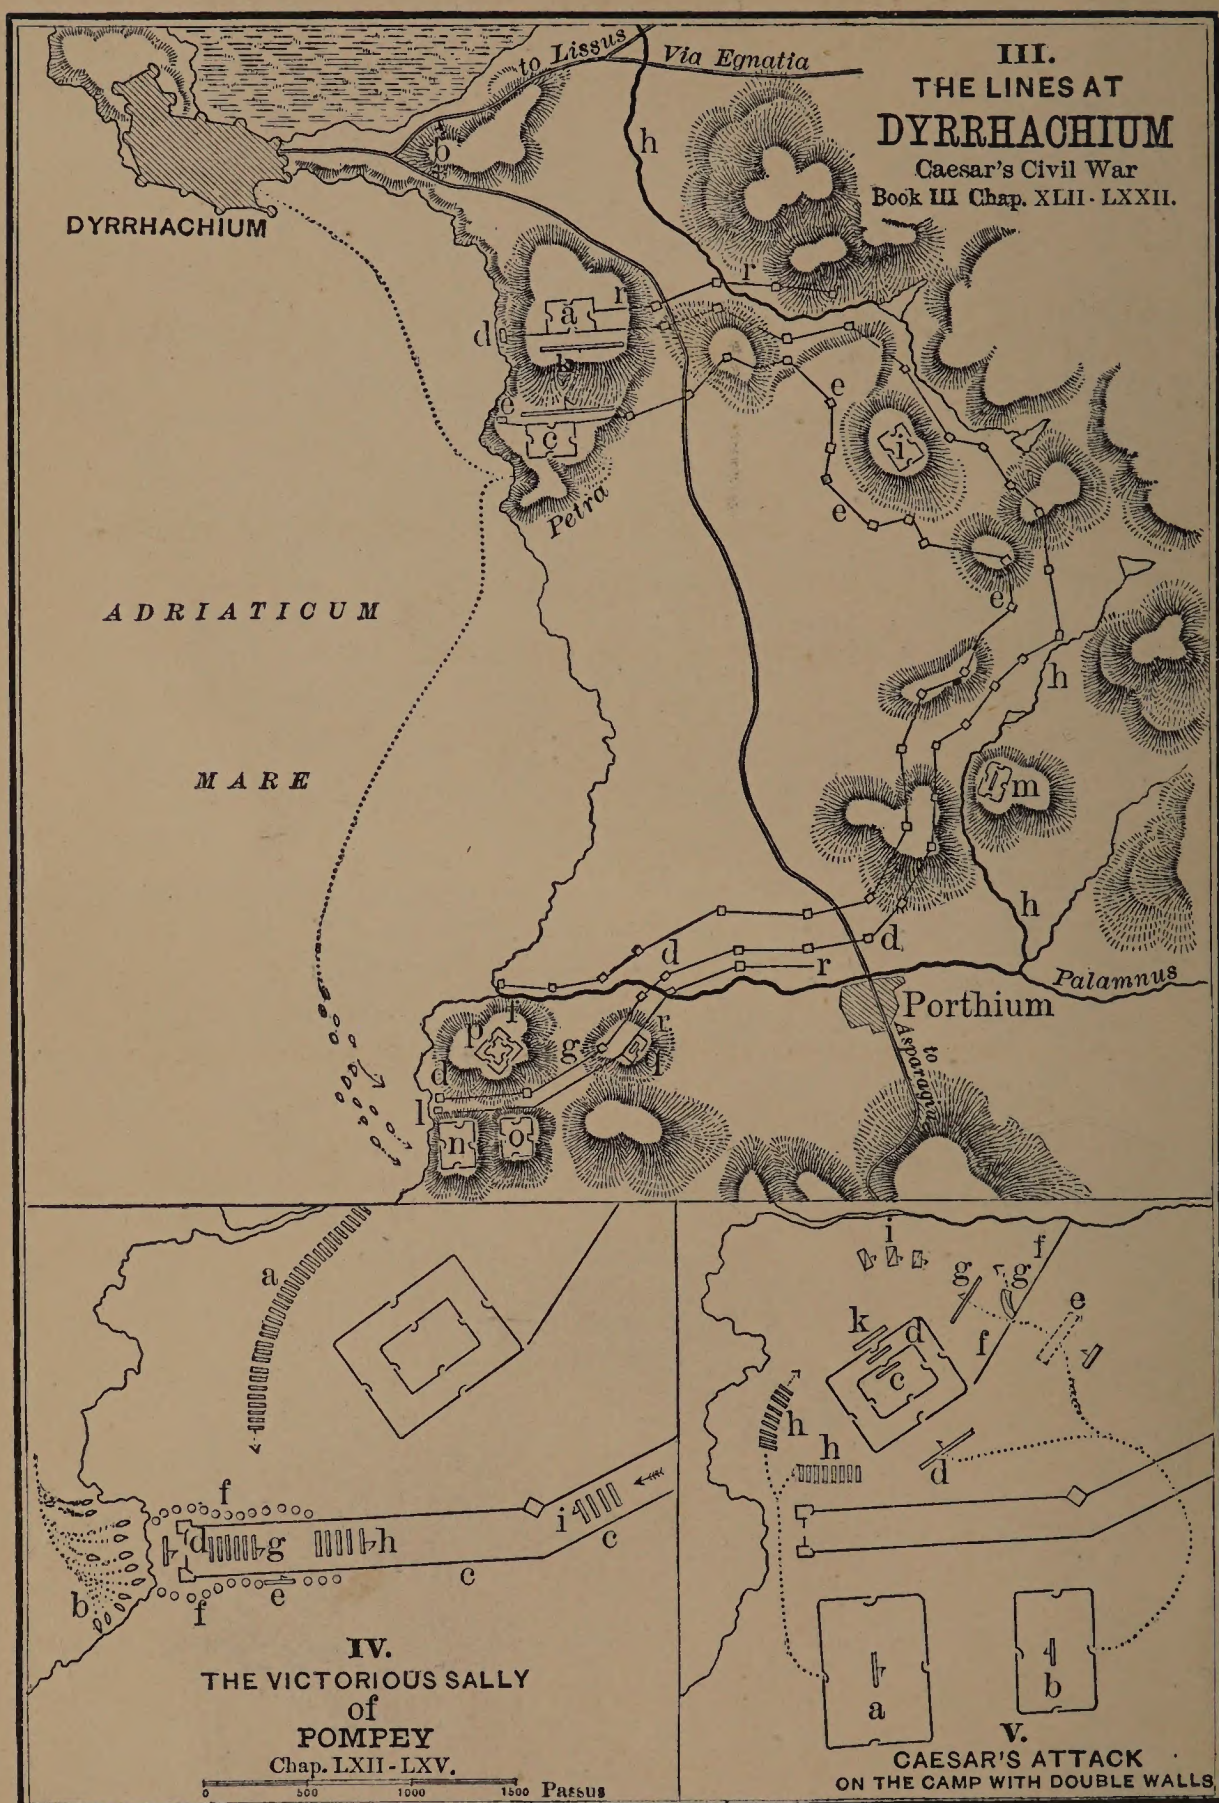 III.
THE LINES AT
DYRRHACHIUM
Caesar's Civil War
Book III Chap. XLII - LXXII.
to Lissus
Via Egnatia
h
b
DYRRHACHIUM
r
r
a
d
k
e
c
Petra
e
i
e
e
ADRIATICUM
MARE
h
m
h
d
d
r
Palamnus
Porthium
to
Asparagius
f
p
r
g
q
d
l
n
o
a
f
d
g
h
i
c
c
b
f
e
IV.
THE VICTORIOUS SALLY
of
POMPEY
Chap. LXII - LXV.
0 500 1000 1500 Passus
i
f
g
g
e
k
d
f
c
h
h
d
a
b
V.
CAESAR'S ATTACK
ON THE CAMP WITH DOUBLE WALLS